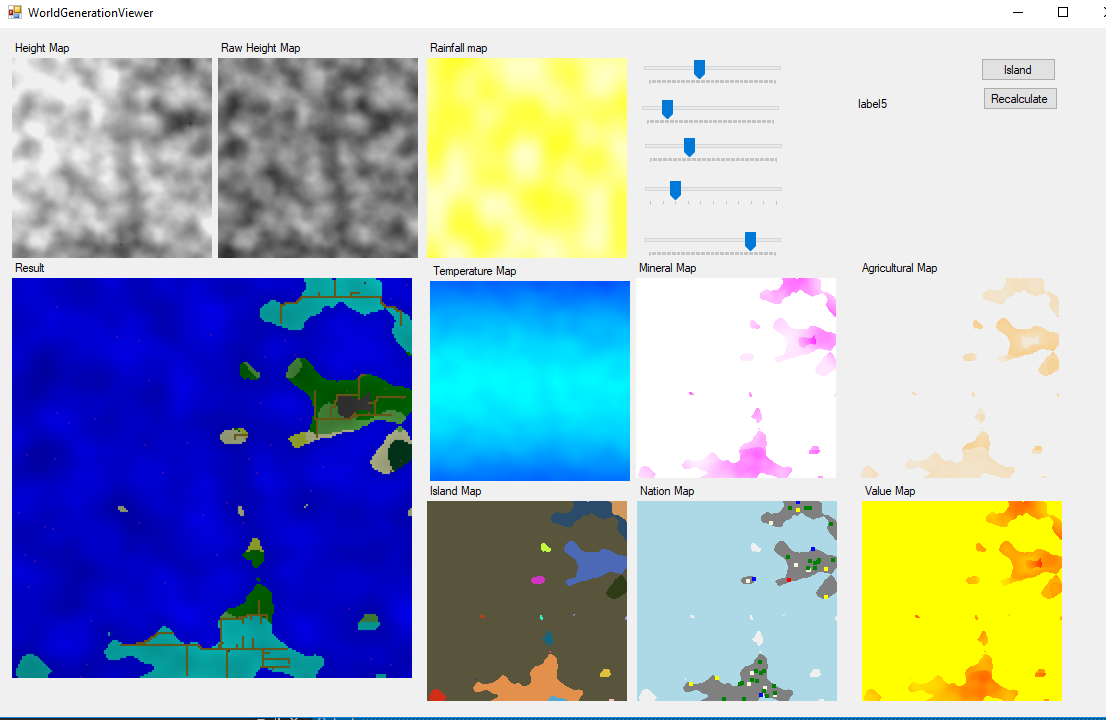 WorldGenerationViewer
Height Map
Raw Height Map
Rainfall map
Island
label5
Recalculate
Result
Temperature Map
Mineral Map
Agricultural Map
Island Map
Nation Map
Value Map